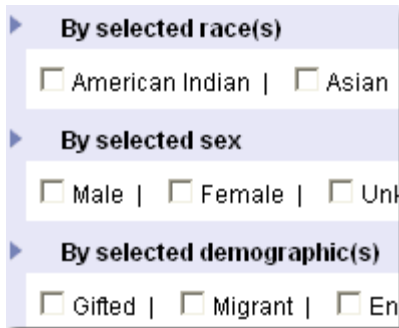 By selected race(s)
American Indian | Asian
By selected sex
Male | Female |
By selected demographic(s)
Gifted | Migrant |